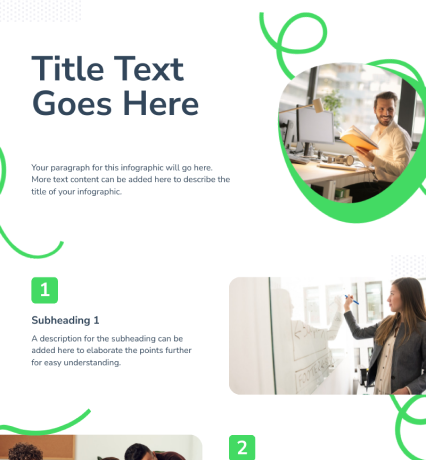 Title Text
Goes Here
Your paragraph for this infographic will go here.
More text content can be added here to describe the
title of your infographic.
1
Subheading 1
A description for the subheading can be
added here to elaborate the points further
for easy understanding.
2